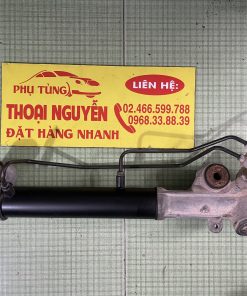 PHỤ TÙNG
THOẠI NGUYỄN
ĐẶT HÀNG NHANH
LIÊN HỆ:
02.466.599.788
0968.33.88.39